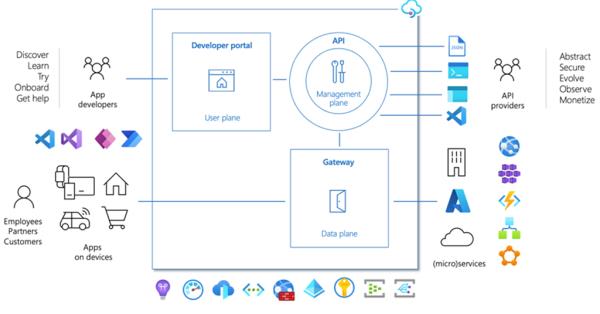 Discover
Learn
Try
Onboard
Get help
App
developers
Developer portal
User plane
API
Management
plane
JSON
API
providers
Abstract
Secure
Evolve
Observe
Monetize
Gateway
Data plane
Employees
Partners
Customers
Apps
on devices
(micro)services